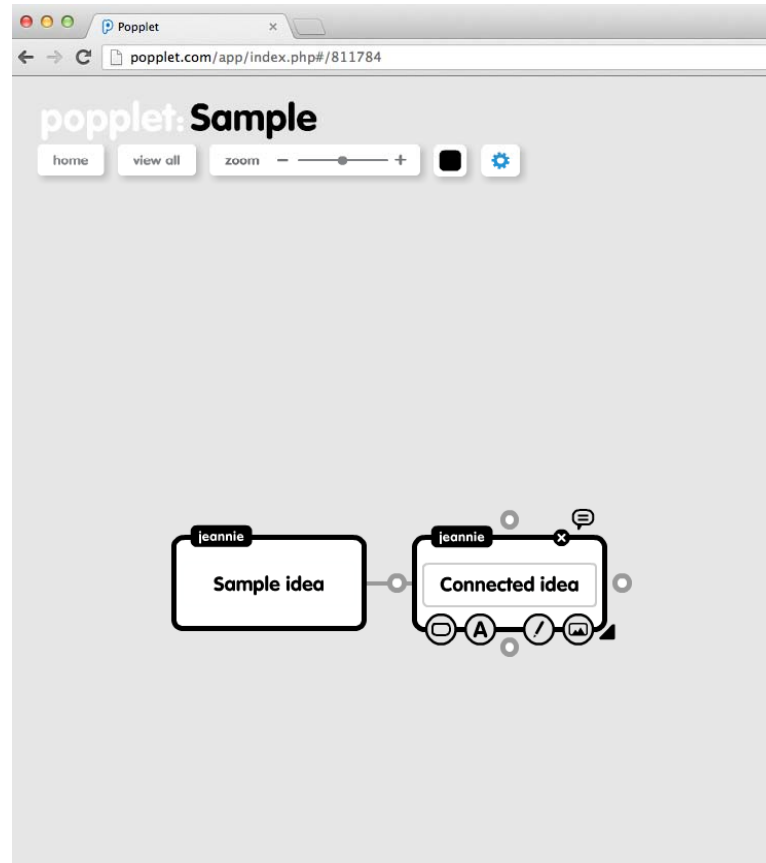 Popplet
popplet.com/app/index.php#/811784
popplet: Sample
home view all zoom - +
jeannie jeannie
Sample idea Connected idea
A